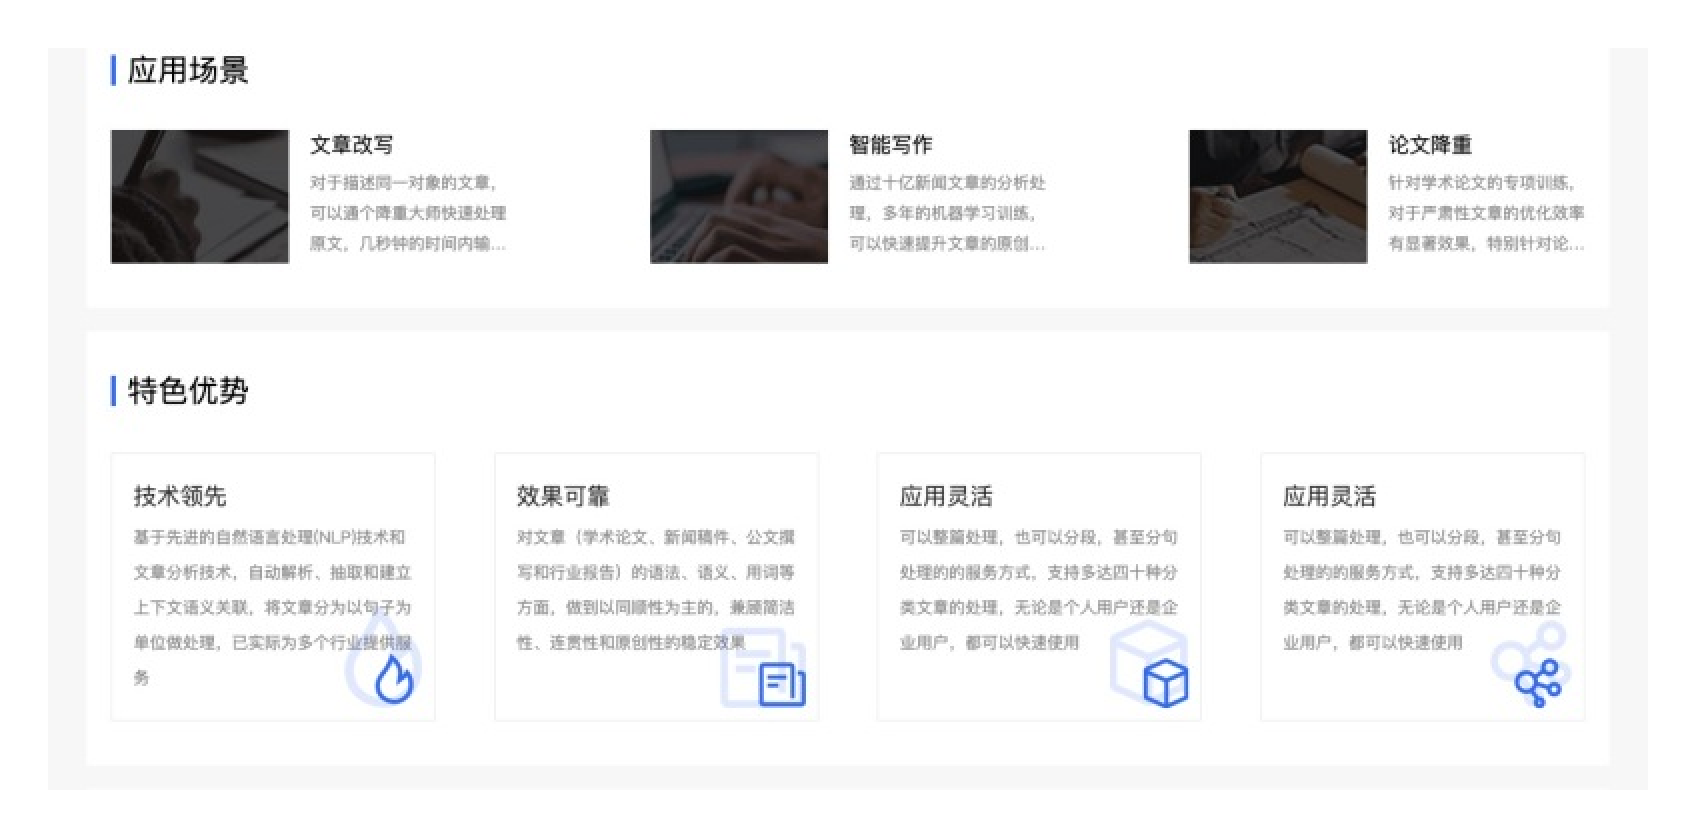 应用场景
文章改写
对于描述同一对象的文章，
可以通个降重大师快速处理
原文，几秒钟的时间内输...
智能写作
通过十亿新闻文章的分析处
理，多年的机器学习训练，
可以快速提升文章的原创...
论文降重
针对学术论文的专项训练，
对于严肃性文章的优化效率
有显著效果，特别针对论...
特色优势
技术领先
基于先进的自然语言处理(NLP)技术和
文章分析技术，自动解析、抽取和建立
上下文语义关联，将文章分为以句子为
单位做处理，已实际为多个行业提供服
务
效果可靠
对文章（学术论文、新闻稿件、公文撰
写和行业报告）的语法、语义、用词等
方面，做到以同顺性为主的，兼顾简洁
性、连贯性和原创性的稳定效果
应用灵活
可以整篇处理，也可以分段，甚至分句
处理的的服务方式，支持多达四十种分
类文章的处理，无论是个人用户还是企
业用户，都可以快速使用
应用灵活
可以整篇处理，也可以分段，甚至分句
处理的的服务方式，支持多达四十种分
类文章的处理，无论是个人用户还是企
业用户，都可以快速使用